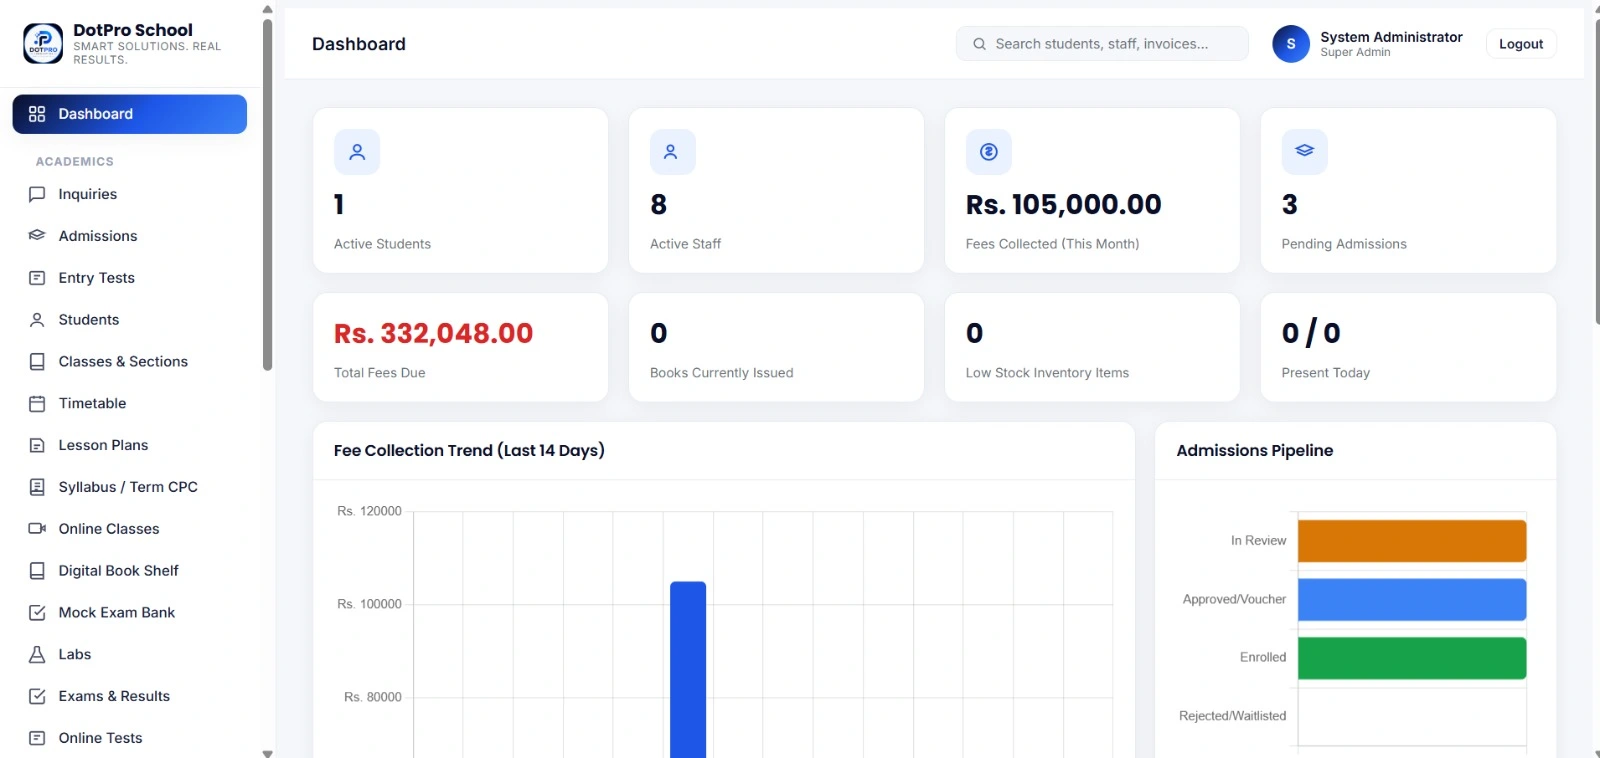 DOTPRO
DotPro School
SMART SOLUTIONS. REAL
RESULTS.
Dashboard
ACADEMICS
Inquiries
Admissions
Entry Tests
Students
Classes & Sections
Timetable
Lesson Plans
Syllabus / Term CPC
Online Classes
Digital Book Shelf
Mock Exam Bank
Labs
Exams & Results
Online Tests
Dashboard
Search students, staff, invoices...
S
System Administrator
Super Admin
Logout
1
Active Students
8
Active Staff
Rs. 105,000.00
Fees Collected (This Month)
3
Pending Admissions
Rs. 332,048.00
Total Fees Due
0
Books Currently Issued
0
Low Stock Inventory Items
0 / 0
Present Today
Fee Collection Trend (Last 14 Days)
Rs. 120000
Rs. 100000
Rs. 80000
Admissions Pipeline
In Review
Approved/Voucher
Enrolled
Rejected/Waitlisted